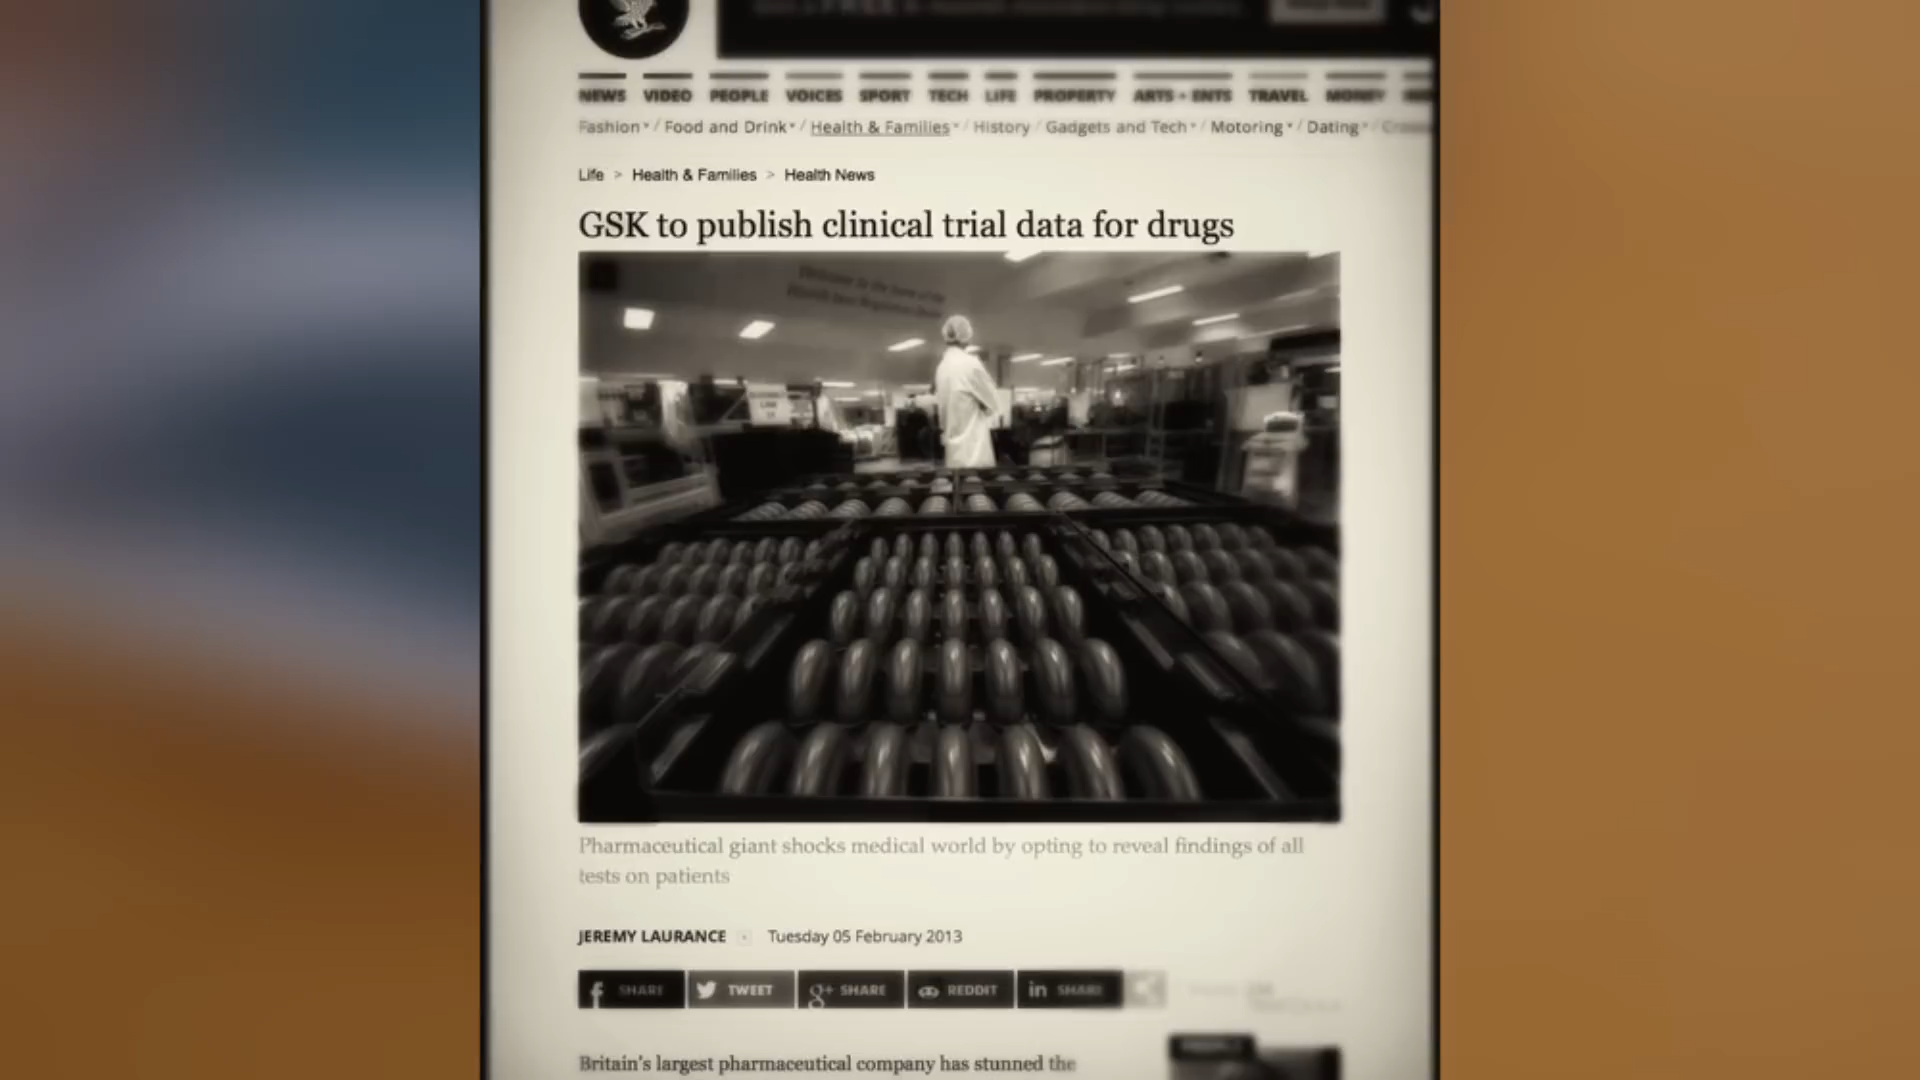 NEWS VIDEO PEOPLE VOICES SPORT TECH LIFE PROPERTY ARTS + ENTS TRAVEL MONEY
Fashion / Food and Drink / Health & Families / History / Gadgets and Tech / Motoring / Dating /
Life > Health & Families > Health News
GSK to publish clinical trial data for drugs
Pharmaceutical giant shocks medical world by opting to reveal findings of all
tests on patients
JEREMY LAURANCE Tuesday 05 February 2013
SHARE TWEET g+ SHARE REDDIT in SHARE
Britain's largest pharmaceutical company has stunned the